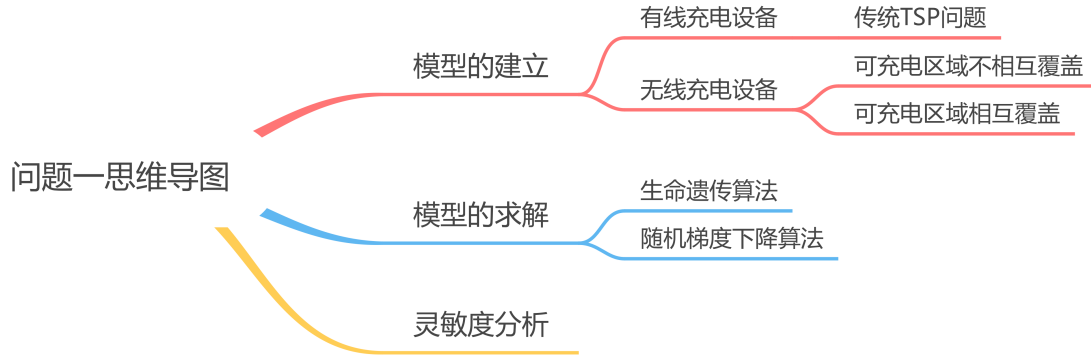 问题一思维导图
模型的建立
有线充电设备
传统TSP问题
无线充电设备
可充电区域不相互覆盖
可充电区域相互覆盖
模型的求解
生命遗传算法
随机梯度下降算法
灵敏度分析